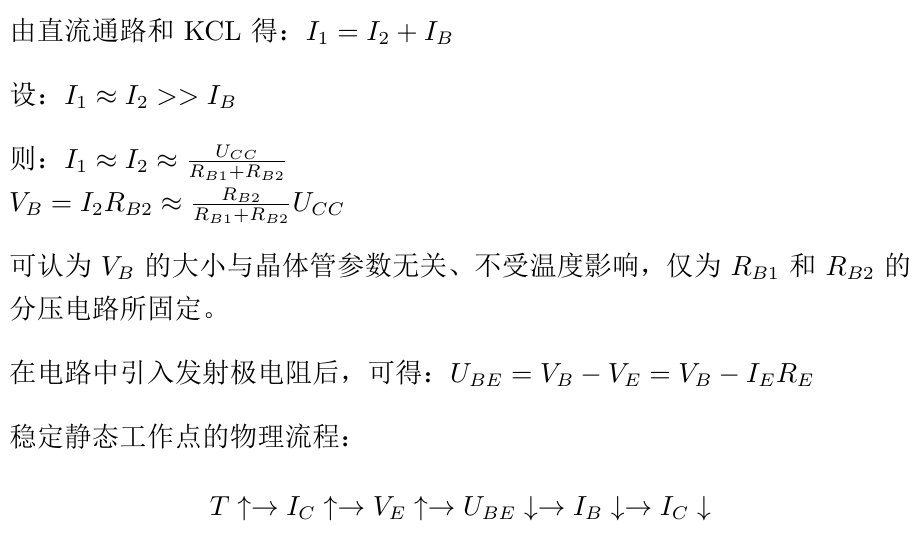 由直流通路和 KCL 得：$I_1 = I_2 + I_B$
设：$I_1 \approx I_2 >> I_B$
则：$I_1 \approx I_2 \approx \frac{U_{CC}}{R_{B1}+R_{B2}}$
$V_B = I_2 R_{B2} \approx \frac{R_{B2}}{R_{B1}+R_{B2}} U_{CC}$
可认为 $V_B$ 的大小与晶体管参数无关、不受温度影响，仅为 $R_{B1}$ 和 $R_{B2}$ 的
分压电路所固定。
在电路中引入发射极电阻后，可得：$U_{BE} = V_B - V_E = V_B - I_E R_E$
稳定静态工作点的物理流程：
$T \uparrow \rightarrow I_C \uparrow \rightarrow V_E \uparrow \rightarrow U_{BE} \downarrow \rightarrow I_B \downarrow \rightarrow I_C \downarrow$